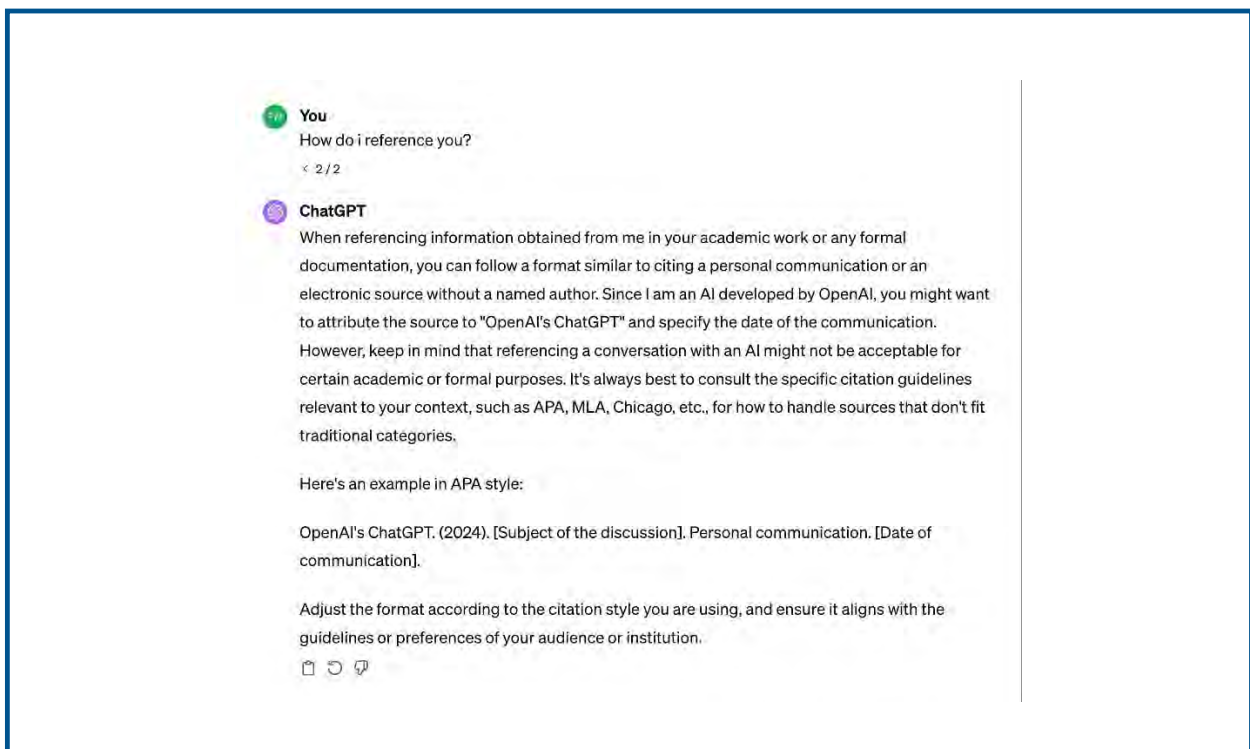 You
How do i reference you?
< 2/2
ChatGPT
When referencing information obtained from me in your academic work or any formal
documentation, you can follow a format similar to citing a personal communication or an
electronic source without a named author. Since I am an AI developed by OpenAI, you might want
to attribute the source to "OpenAI's ChatGPT" and specify the date of the communication.
However, keep in mind that referencing a conversation with an AI might not be acceptable for
certain academic or formal purposes. It's always best to consult the specific citation guidelines
relevant to your context, such as APA, MLA, Chicago, etc., for how to handle sources that don't fit
traditional categories.
Here's an example in APA style:
OpenAI's ChatGPT. (2024). [Subject of the discussion]. Personal communication. [Date of
communication].
Adjust the format according to the citation style you are using, and ensure it aligns with the
guidelines or preferences of your audience or institution.